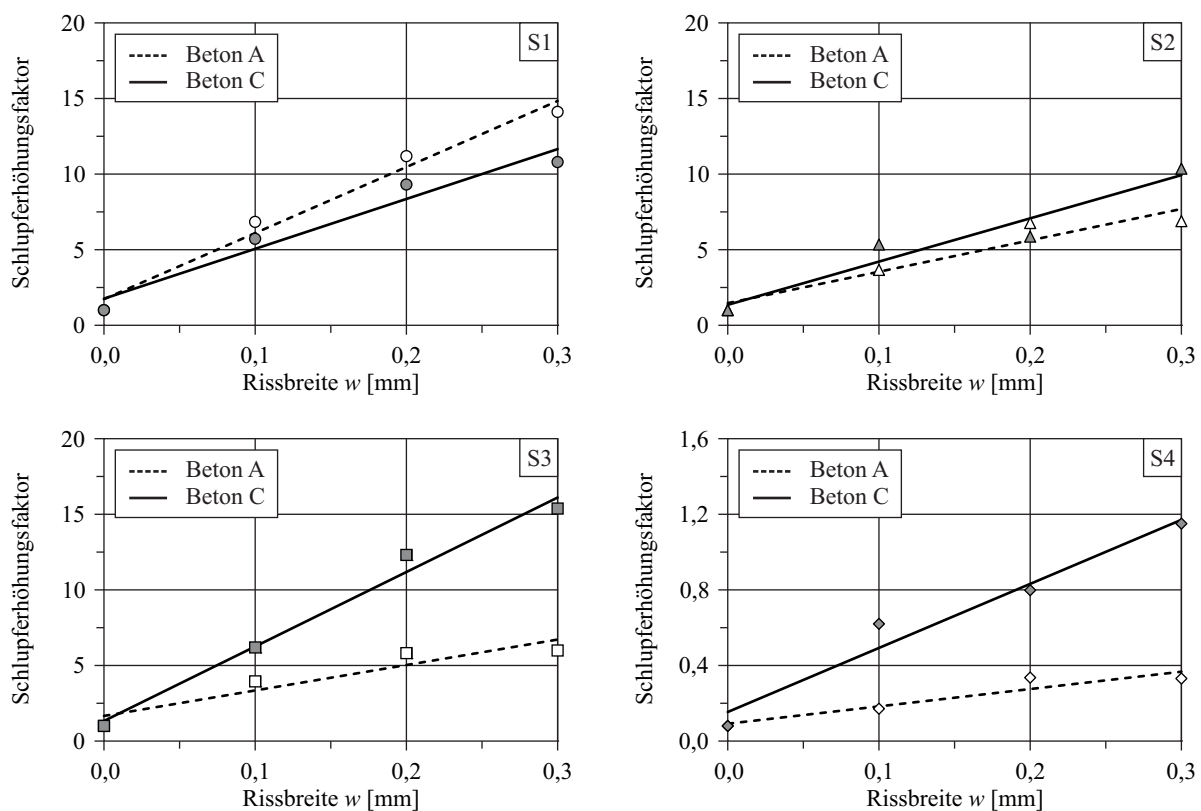 S1
Beton A
Beton C
Schlupferhöhungsfaktor
20
15
10
5
0
0,0 0,1 0,2 0,3
Rissbreite w [mm]
S2
Beton A
Beton C
Schlupferhöhungsfaktor
20
15
10
5
0
0,0 0,1 0,2 0,3
Rissbreite w [mm]
S3
Beton A
Beton C
Schlupferhöhungsfaktor
20
15
10
5
0
0,0 0,1 0,2 0,3
Rissbreite w [mm]
S4
Beton A
Beton C
Schlupferhöhungsfaktor
1,6
1,2
0,8
0,4
0,0
0,0 0,1 0,2 0,3
Rissbreite w [mm]